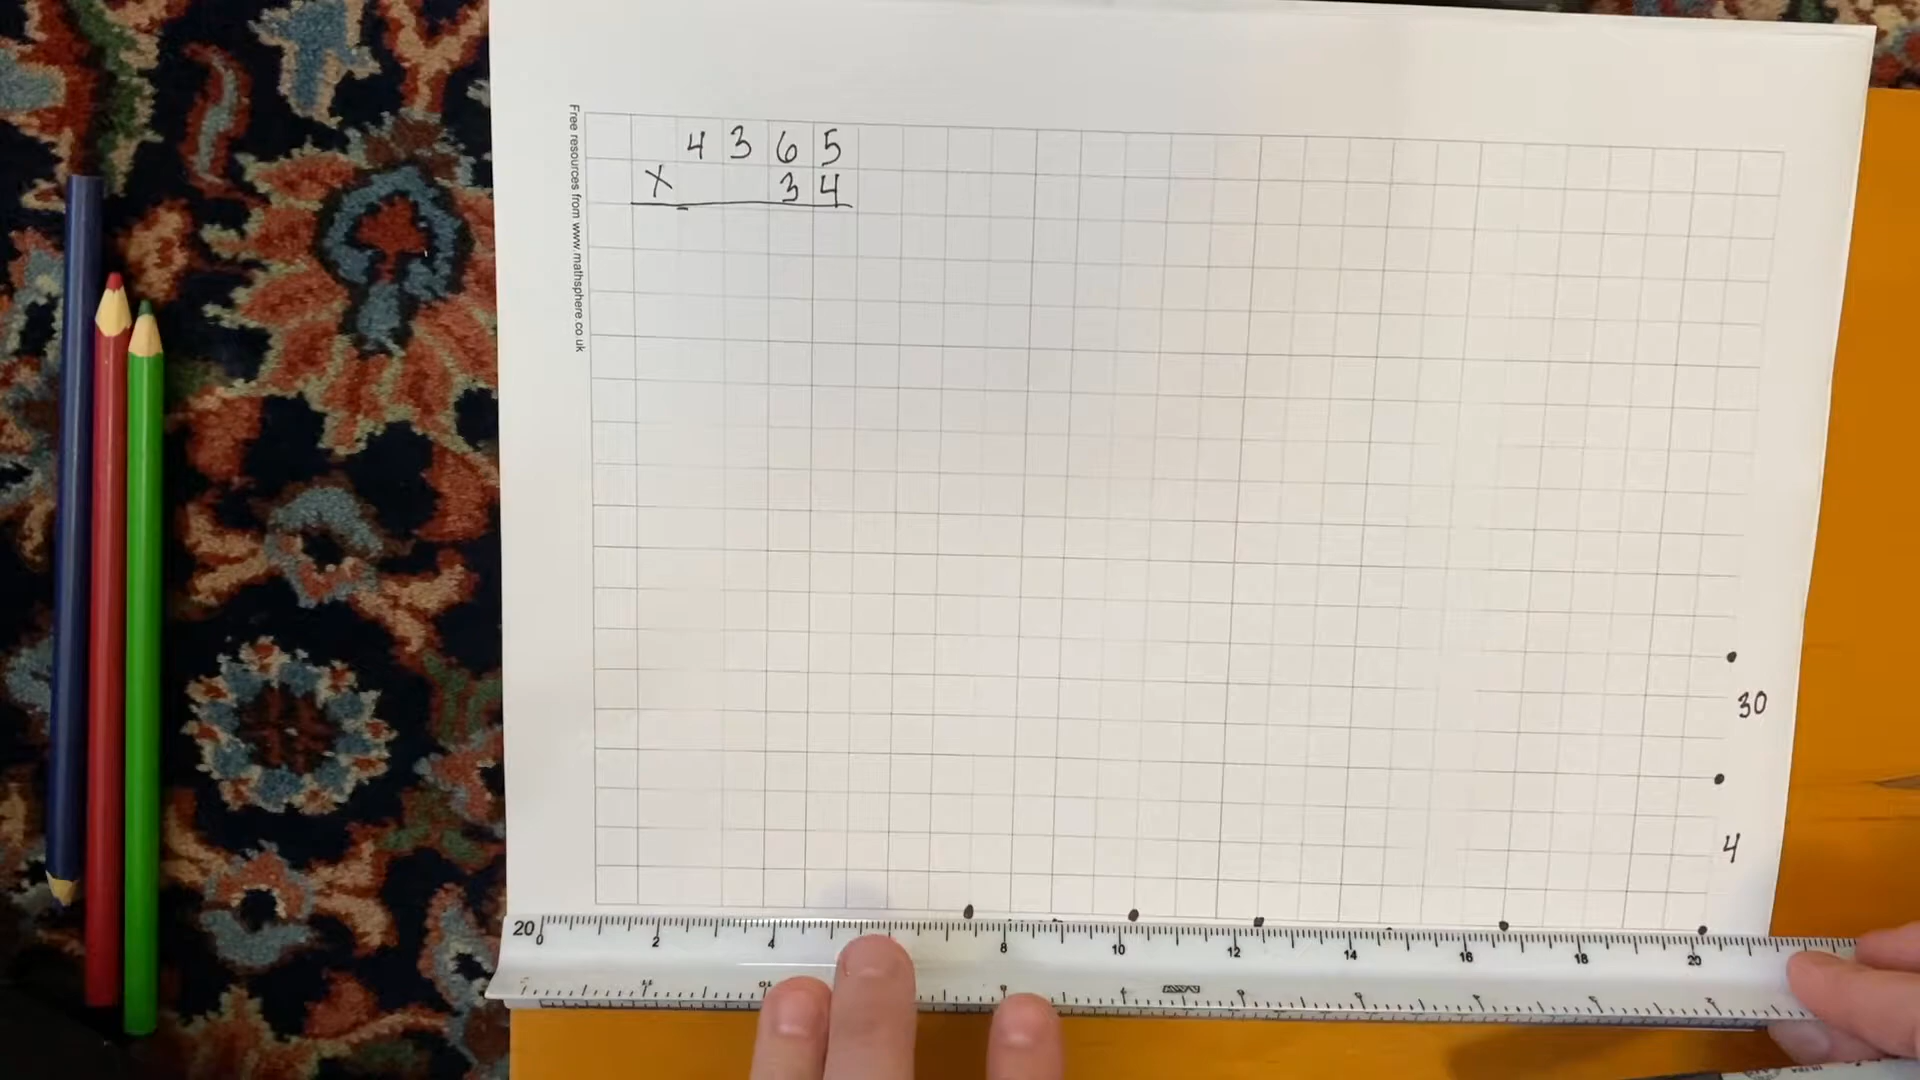 4 3 6 5
X 3 4
Free resources from www.mathsphere.co.uk
30
4
20 0 2 4 8 10 12 14 16 18 20